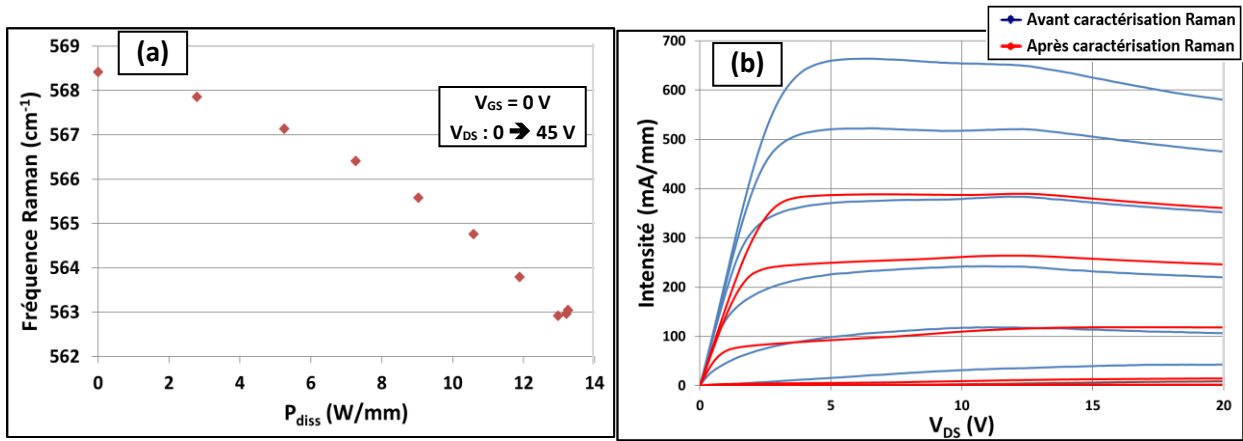 (a)
569
568
567
566
565
564
563
562
Fréquence Raman (cm-1)
VGS = 0 V
VDS : 0 ➔ 45 V
0 2 4 6 8 10 12 14
Pdiss (W/mm)
Avant caractérisation Raman
Après caractérisation Raman
(b)
700
600
500
400
300
200
100
0
Intensité (mA/mm)
0 5 10 15 20
VDS (V)